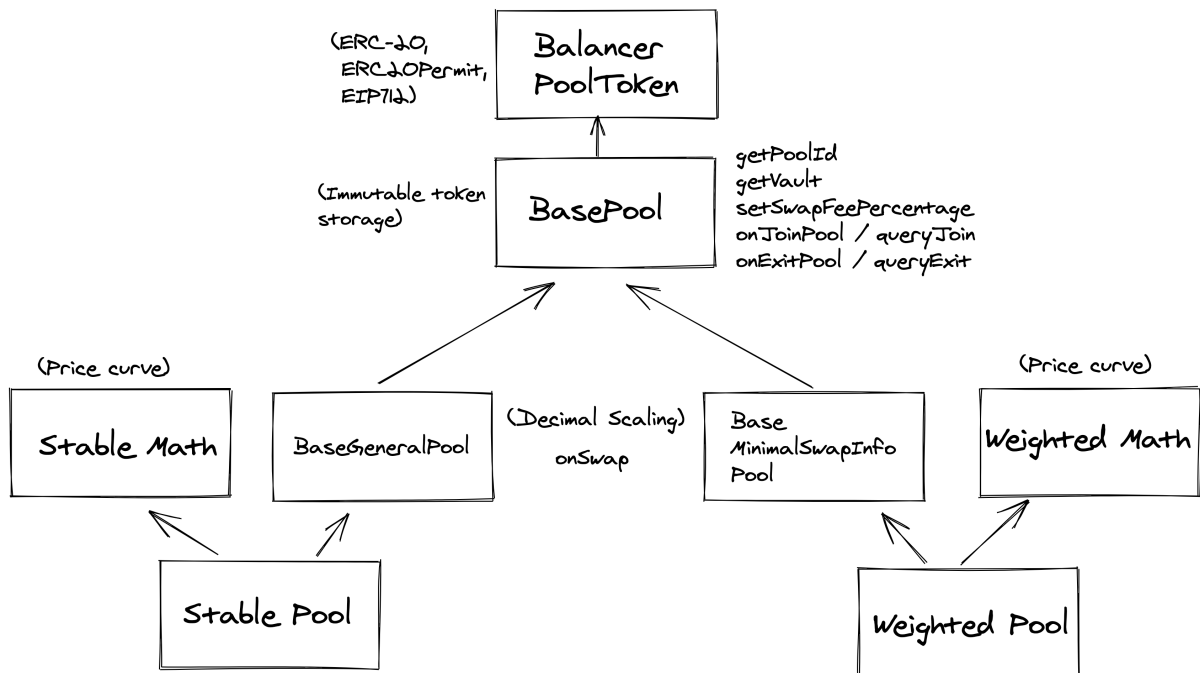 (ERC-20,
ERC20Permit,
EIP712)
Balancer
PoolToken
(Immutable token
storage)
BasePool
getPoolId
getVault
setSwapFeePercentage
onJoinPool / queryJoin
onExitPool / queryExit
(Price curve)
Stable Math
BaseGeneralPool
(Decimal Scaling)
onSwap
Base
MinimalSwapInfo
Pool
(Price curve)
Weighted Math
Stable Pool
Weighted Pool